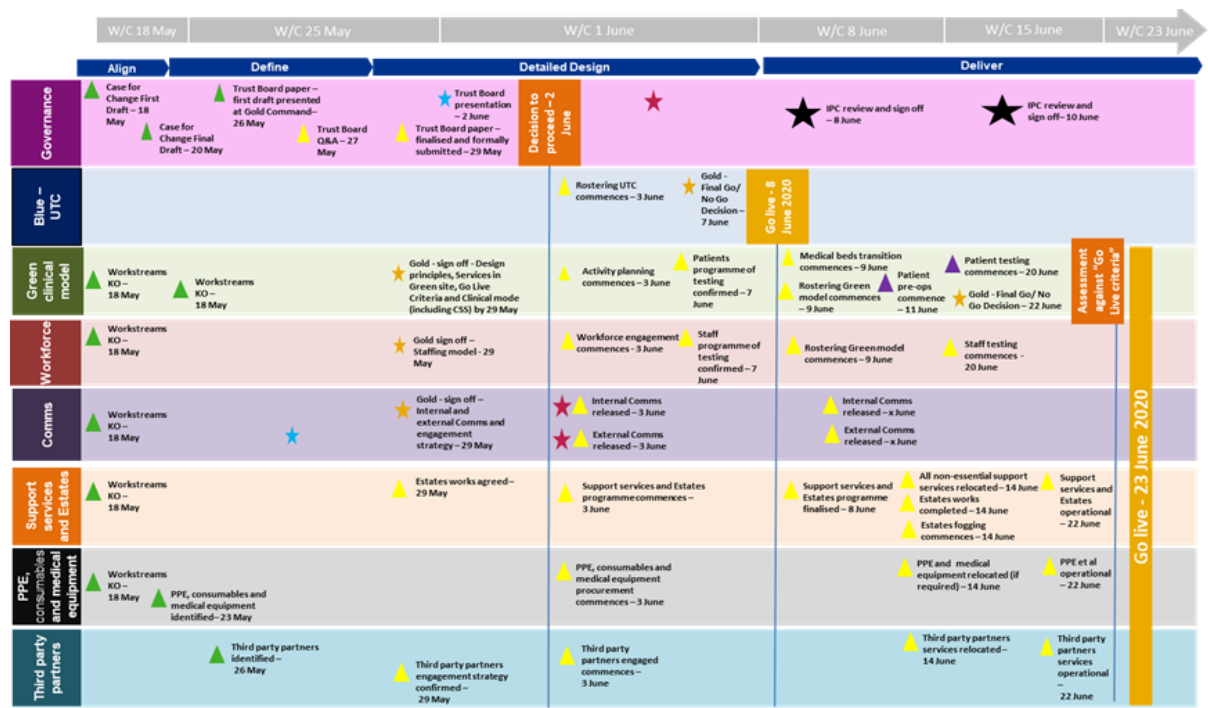 W/C 18 May
W/C 25 May
W/C 1 June
W/C 8 June
W/C 15 June
W/C 23 June
Align
Define
Detailed Design
Deliver
Governance
Case for
Change First
Draft – 18
May
Case for
Change Final
Draft – 20 May
Trust Board paper –
first draft presented
at Gold Command–
26 May
Trust Board
Q&A – 27
May
Trust Board
presentation
– 2 June
Trust Board paper –
finalised and formally
submitted – 29 May
Decision to
proceed – 2
June
IPC review and sign off
– 8 June
IPC review and
sign off– 10 June
Blue –
UTC
Rostering UTC
commences – 3 June
Gold -
Final Go/
No Go
Decision –
7 June
Go live - 8
June 2020
Green
clinical
model
Workstreams
KO –
18 May
Workstreams
KO –
18 May
Gold - sign off - Design
principles, Services in
Green site, Go Live
Criteria and Clinical mode
(including CSS) by 29 May
Activity planning
commences – 3 June
Patients
programme of
testing
confirmed – 7
June
Medical beds transition
commences – 9 June
Rostering Green
model commences
– 9 June
Patient
pre-ops
commence
– 11 June
Patient testing
commences – 20 June
Gold - Final Go/ No
Go Decision – 22 June
Assessment
against "Go
Live criteria"
Workforce
Workstreams
KO –
18 May
Gold sign off –
Staffing model - 29
May
Workforce engagement
commences - 3 June
Staff
programme of
testing
confirmed – 7
June
Rostering Green model
commences – 9 June
Staff testing
commences -
20 June
Comms
Workstreams
KO –
18 May
Gold - sign off –
Internal and
external Comms and
engagement
strategy – 29 May
Internal Comms
released – 3 June
External Comms
released – 3 June
Internal Comms
released – x June
External Comms
released – x June
Support
services
and Estates
Workstreams
KO –
18 May
Estates works agreed –
29 May
Support services and Estates
programme commences –
3 June
Support services and
Estates programme
finalised – 8 June
All non-essential support
services relocated – 14 June
Estates works
completed – 14 June
Estates fogging
commences – 14 June
Support
services and
Estates
operational
– 22 June
PPE,
consumables
and medical
equipment
Workstreams
KO –
18 May
PPE, consumables and
medical equipment
identified– 23 May
PPE, consumables and
medical equipment
procurement
commences – 3 June
PPE and medical
equipment relocated (if
required) – 14 June
PPE et al
operational
– 22 June
Third party
partners
Third party partners
identified –
26 May
Third party partners
engagement strategy
confirmed –
29 May
Third party
partners engaged
commences –
3 June
Third party partners
services relocated –
14 June
Third party
partners
services
operational
–
22 June
Go live - 23 June 2020